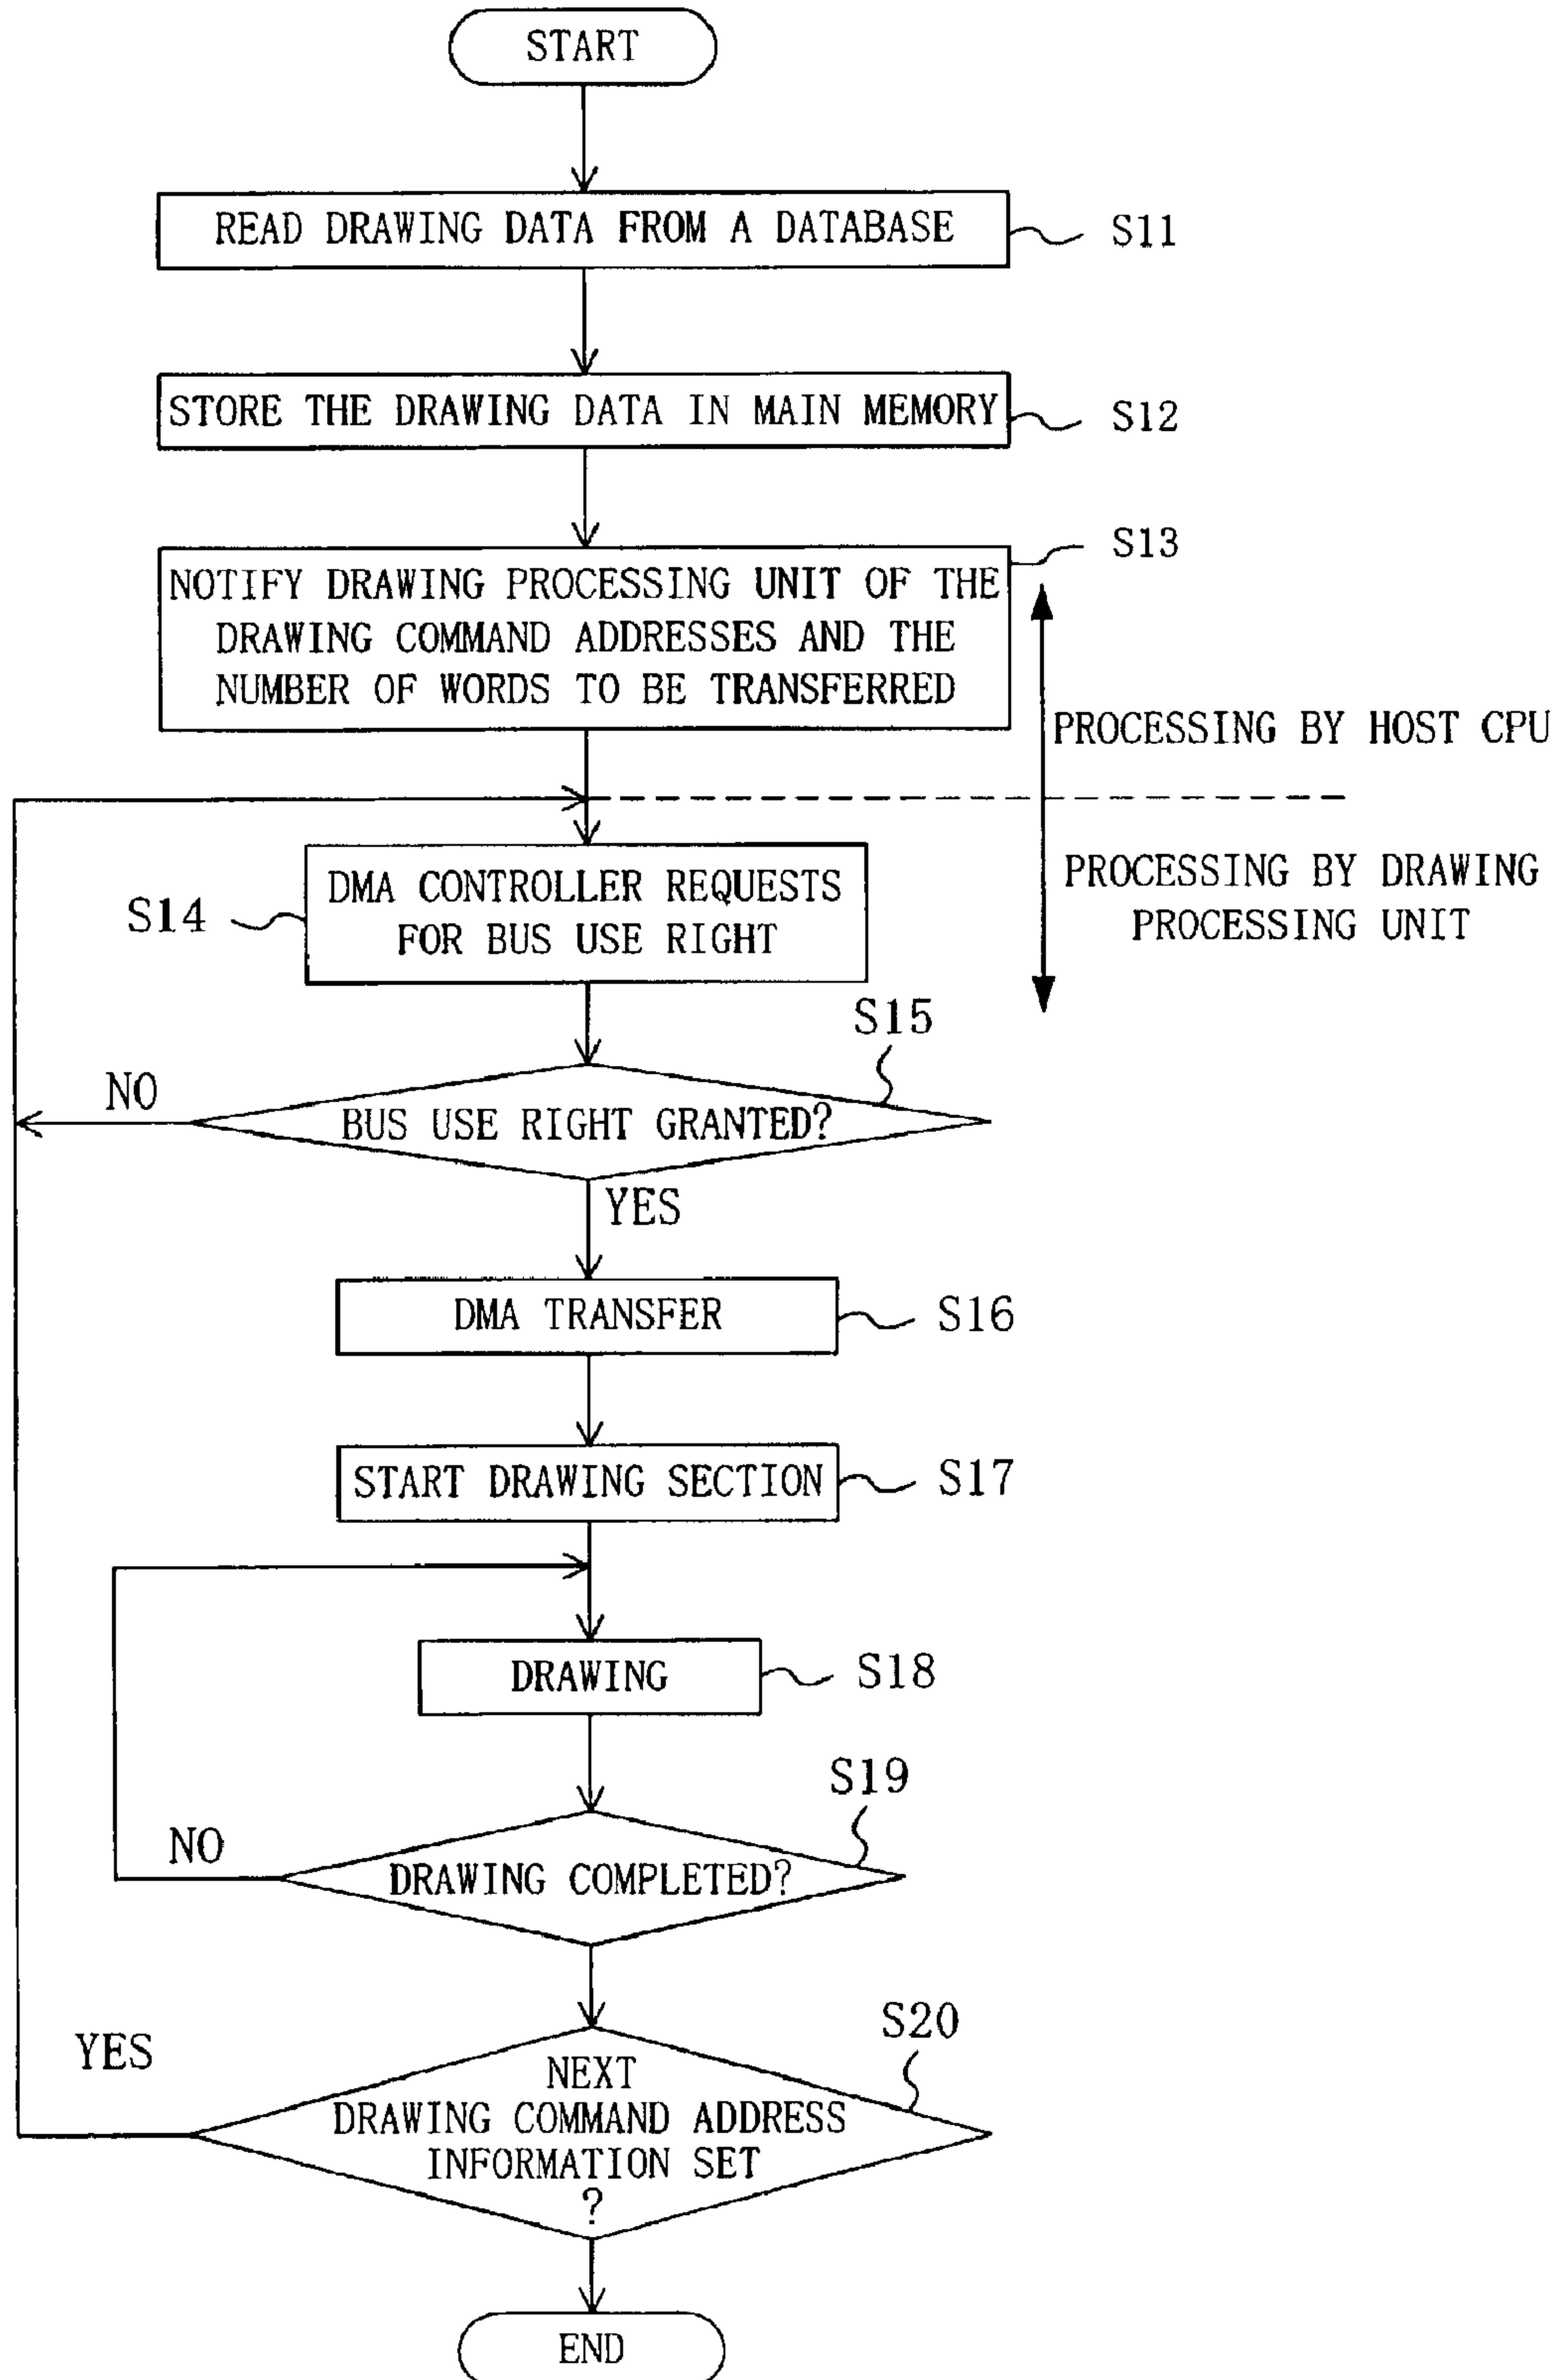 START
READ DRAWING DATA FROM A DATABASE
S11
STORE THE DRAWING DATA IN MAIN MEMORY
S12
S13
NOTIFY DRAWING PROCESSING UNIT OF THE
DRAWING COMMAND ADDRESSES AND THE
NUMBER OF WORDS TO BE TRANSFERRED
PROCESSING BY HOST CPU
PROCESSING BY DRAWING
PROCESSING UNIT
S14
DMA CONTROLLER REQUESTS
FOR BUS USE RIGHT
S15
NO
BUS USE RIGHT GRANTED?
YES
DMA TRANSFER
S16
START DRAWING SECTION
S17
DRAWING
S18
S19
NO
DRAWING COMPLETED?
S20
YES
NEXT
DRAWING COMMAND ADDRESS
INFORMATION SET
?
END